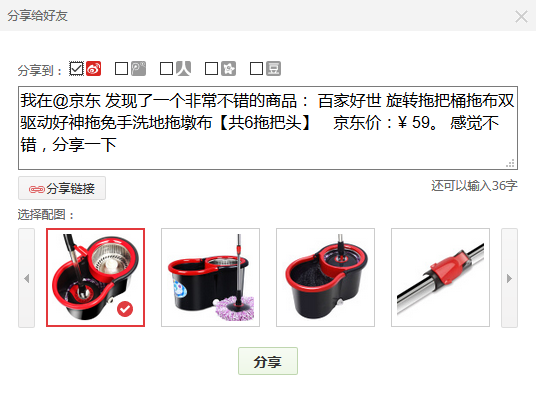 分享给好友
分享到：
人
豆
我在@京东 发现了一个非常不错的商品： 百家好世 旋转拖把桶拖布双
驱动好神拖免手洗地拖墩布【共6拖把头】 京东价：¥ 59。 感觉不
错，分享一下
分享链接
还可以输入36字
选择配图：
分享